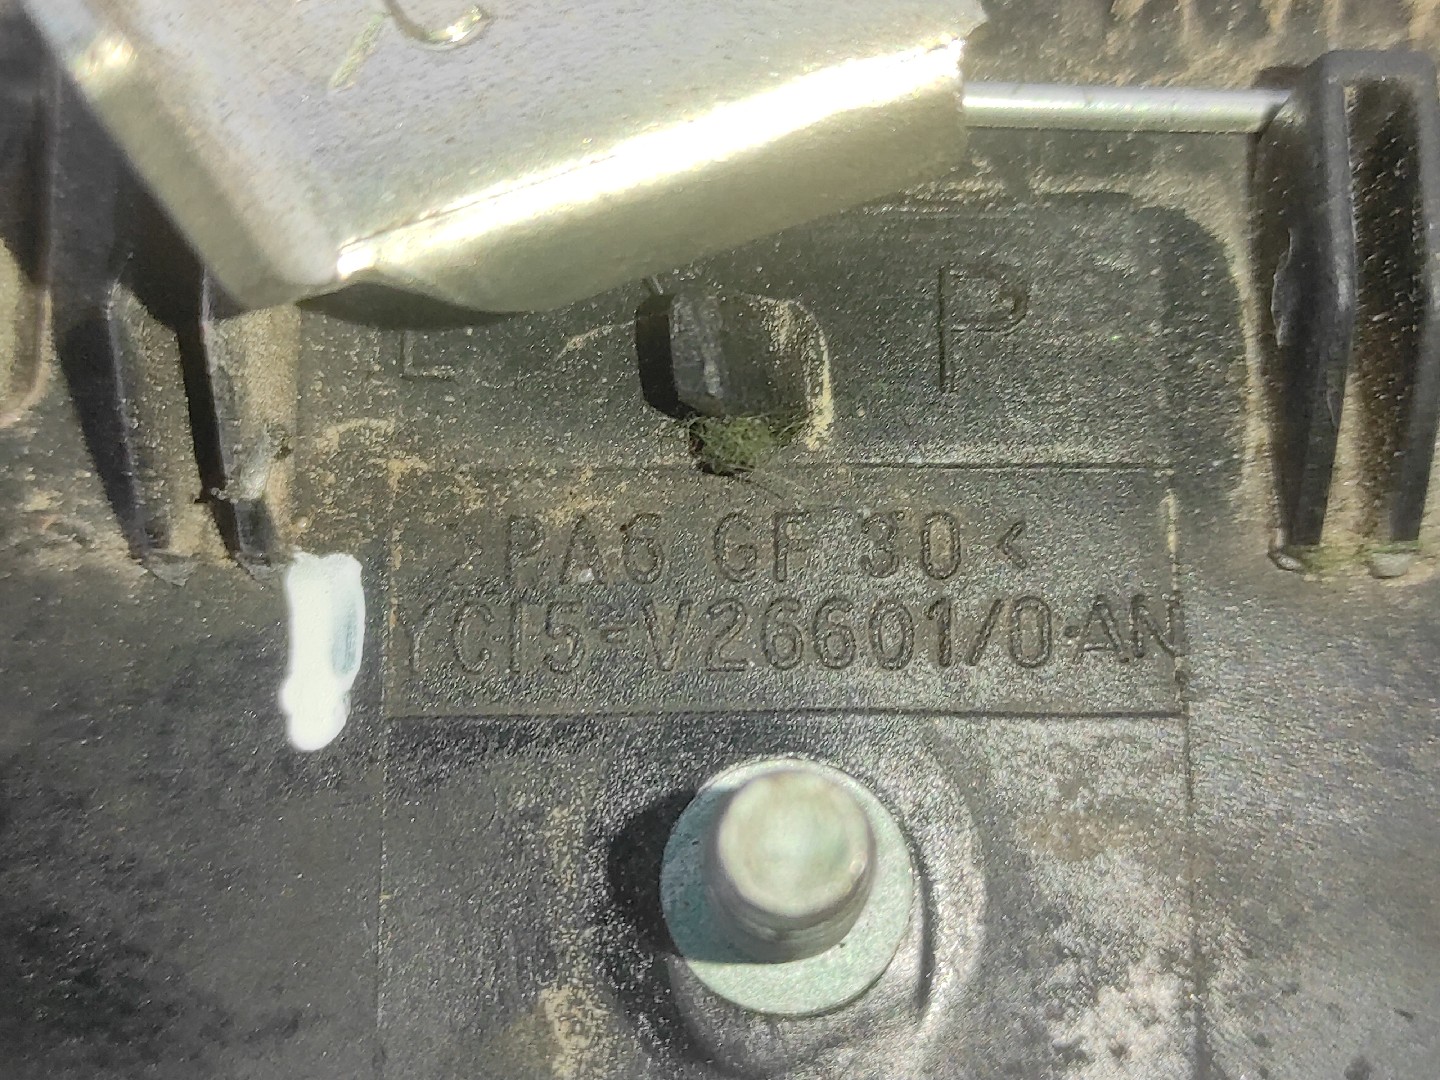 L P
>PA6 GF 30<
YC15-V26601/0-AN